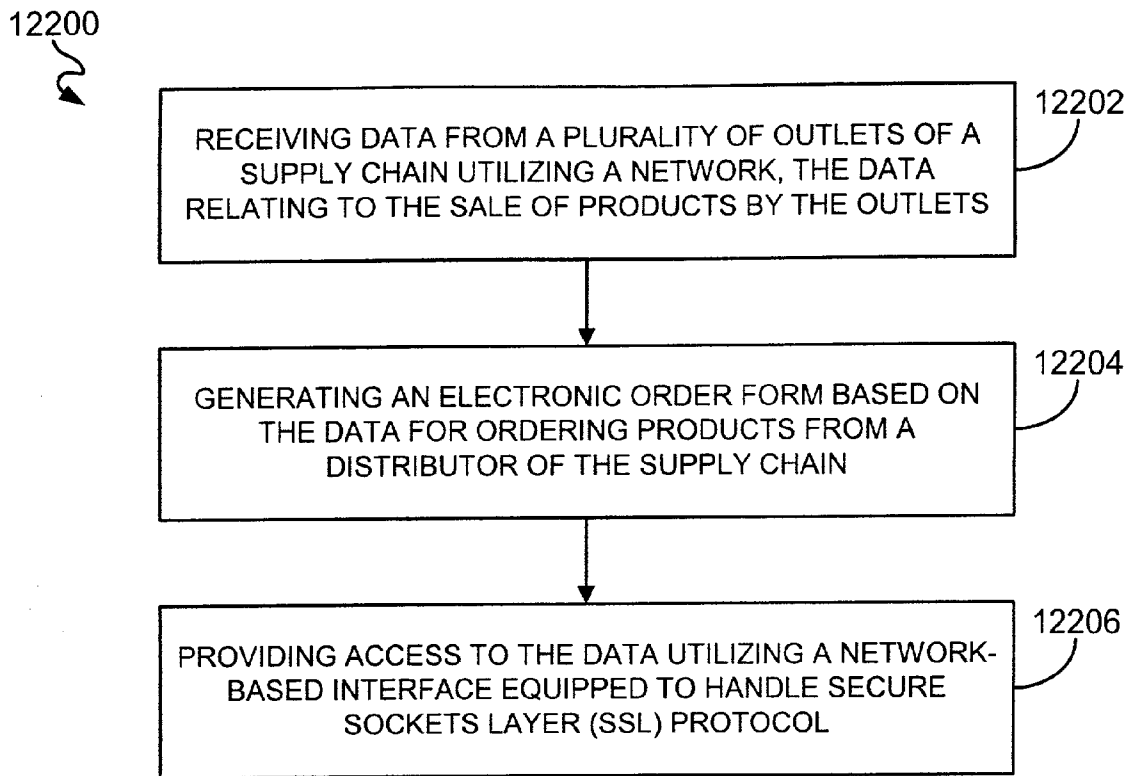 12200
12202
RECEIVING DATA FROM A PLURALITY OF OUTLETS OF A
SUPPLY CHAIN UTILIZING A NETWORK, THE DATA
RELATING TO THE SALE OF PRODUCTS BY THE OUTLETS
12204
GENERATING AN ELECTRONIC ORDER FORM BASED ON
THE DATA FOR ORDERING PRODUCTS FROM A
DISTRIBUTOR OF THE SUPPLY CHAIN
12206
PROVIDING ACCESS TO THE DATA UTILIZING A NETWORK-
BASED INTERFACE EQUIPPED TO HANDLE SECURE
SOCKETS LAYER (SSL) PROTOCOL